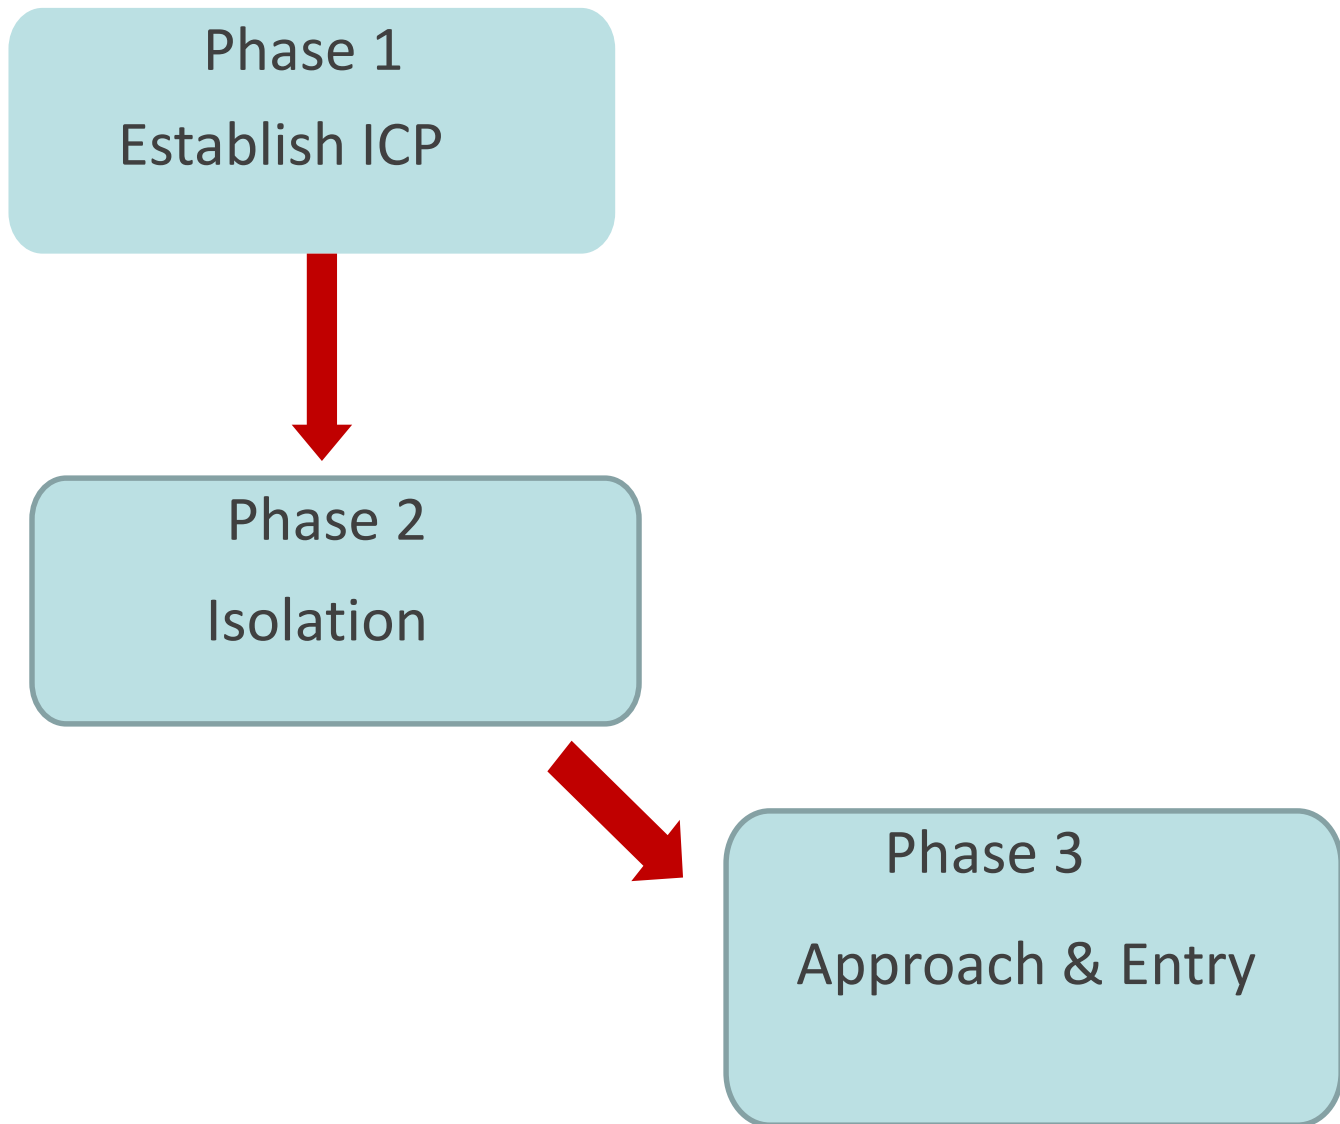 Phase 1
Establish ICP
Phase 2
Isolation
Phase 3
Approach & Entry